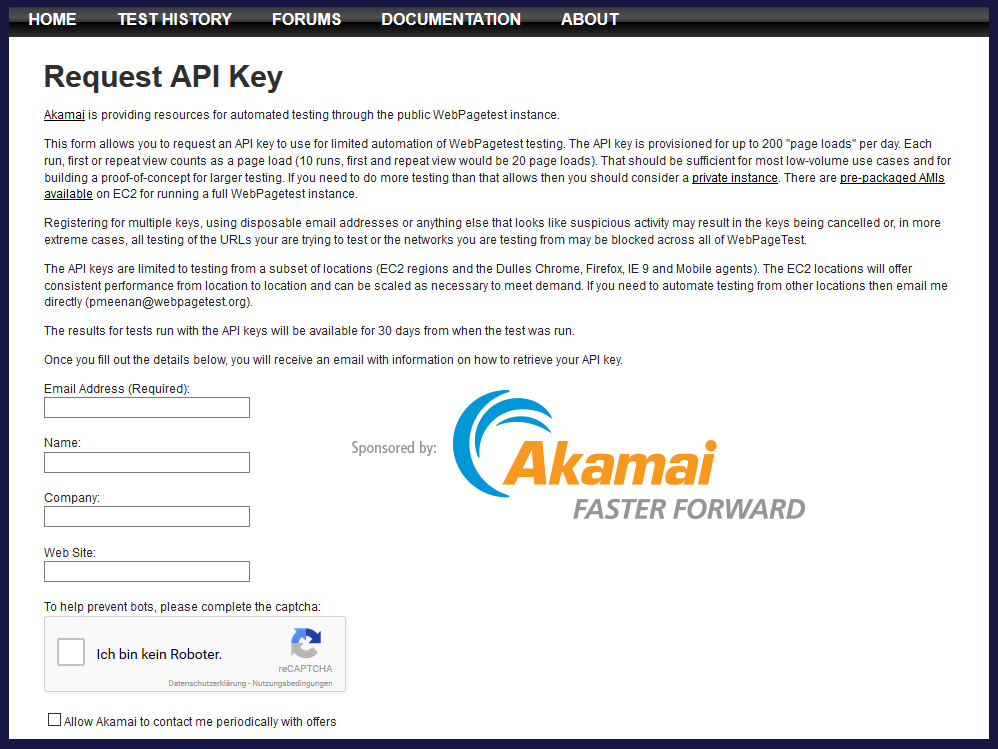 HOME TEST HISTORY FORUMS DOCUMENTATION ABOUT
Request API Key
Akamai is providing resources for automated testing through the public WebPagetest instance.
This form allows you to request an API key to use for limited automation of WebPagetest testing. The API key is provisioned for up to 200 "page loads" per day. Each
run, first or repeat view counts as a page load (10 runs, first and repeat view would be 20 page loads). That should be sufficient for most low-volume use cases and for
building a proof-of-concept for larger testing. If you need to do more testing than that allows then you should consider a private instance. There are pre-packaged AMIs
available on EC2 for running a full WebPagetest instance.
Registering for multiple keys, using disposable email addresses or anything else that looks like suspicious activity may result in the keys being cancelled or, in more
extreme cases, all testing of the URLs your are trying to test or the networks you are testing from may be blocked across all of WebPageTest.
The API keys are limited to testing from a subset of locations (EC2 regions and the Dulles Chrome, Firefox, IE 9 and Mobile agents). The EC2 locations will offer
consistent performance from location to location and can be scaled as necessary to meet demand. If you need to automate testing from other locations then email me
directly (pmeenan@webpagetest.org).
The results for tests run with the API keys will be available for 30 days from when the test was run.
Once you fill out the details below, you will receive an email with information on how to retrieve your API key.
Email Address (Required):
Name:
Company:
Web Site:
Sponsored by:
Akamai
FASTER FORWARD
To help prevent bots, please complete the captcha:
Ich bin kein Roboter.
reCAPTCHA
Datenschutzerklärung - Nutzungsbedingungen
Allow Akamai to contact me periodically with offers